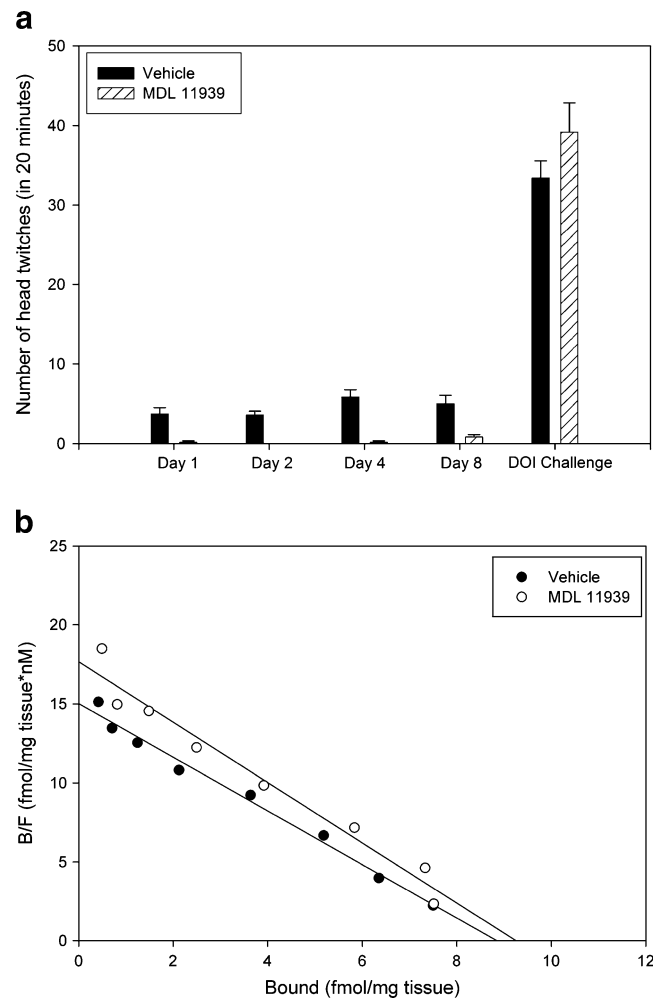 a
Number of head twitches (in 20 minutes)
50
40
30
20
10
0
Vehicle
MDL 11939
Day 1 Day 2 Day 4 Day 8 DOI Challenge
b
B/F (fmol/mg tissue*nM)
25
20
15
10
5
0
Vehicle
MDL 11939
0 2 4 6 8 10 12
Bound (fmol/mg tissue)